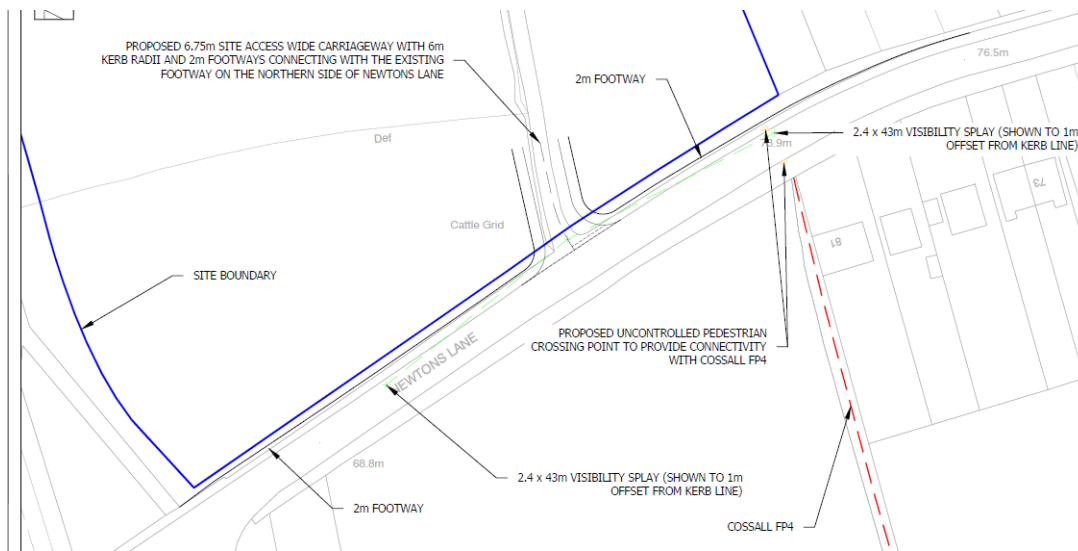 PROPOSED 6.75m SITE ACCESS WIDE CARRIAGEWAY WITH 6m
KERB RADII AND 2m FOOTWAYS CONNECTING WITH THE EXISTING
FOOTWAY ON THE NORTHERN SIDE OF NEWTONS LANE
76.5m
2m FOOTWAY
Def
2.4 x 43m VISIBILITY SPLAY (SHOWN TO 1m
OFFSET FROM KERB LINE)
73
Cattle Grid
81
SITE BOUNDARY
PROPOSED UNCONTROLLED PEDESTRIAN
CROSSING POINT TO PROVIDE CONNECTIVITY
WITH COSSALL FP4
NEWTONS LANE
68.8m
2.4 x 43m VISIBILITY SPLAY (SHOWN TO 1m
OFFSET FROM KERB LINE)
2m FOOTWAY
COSSALL FP4